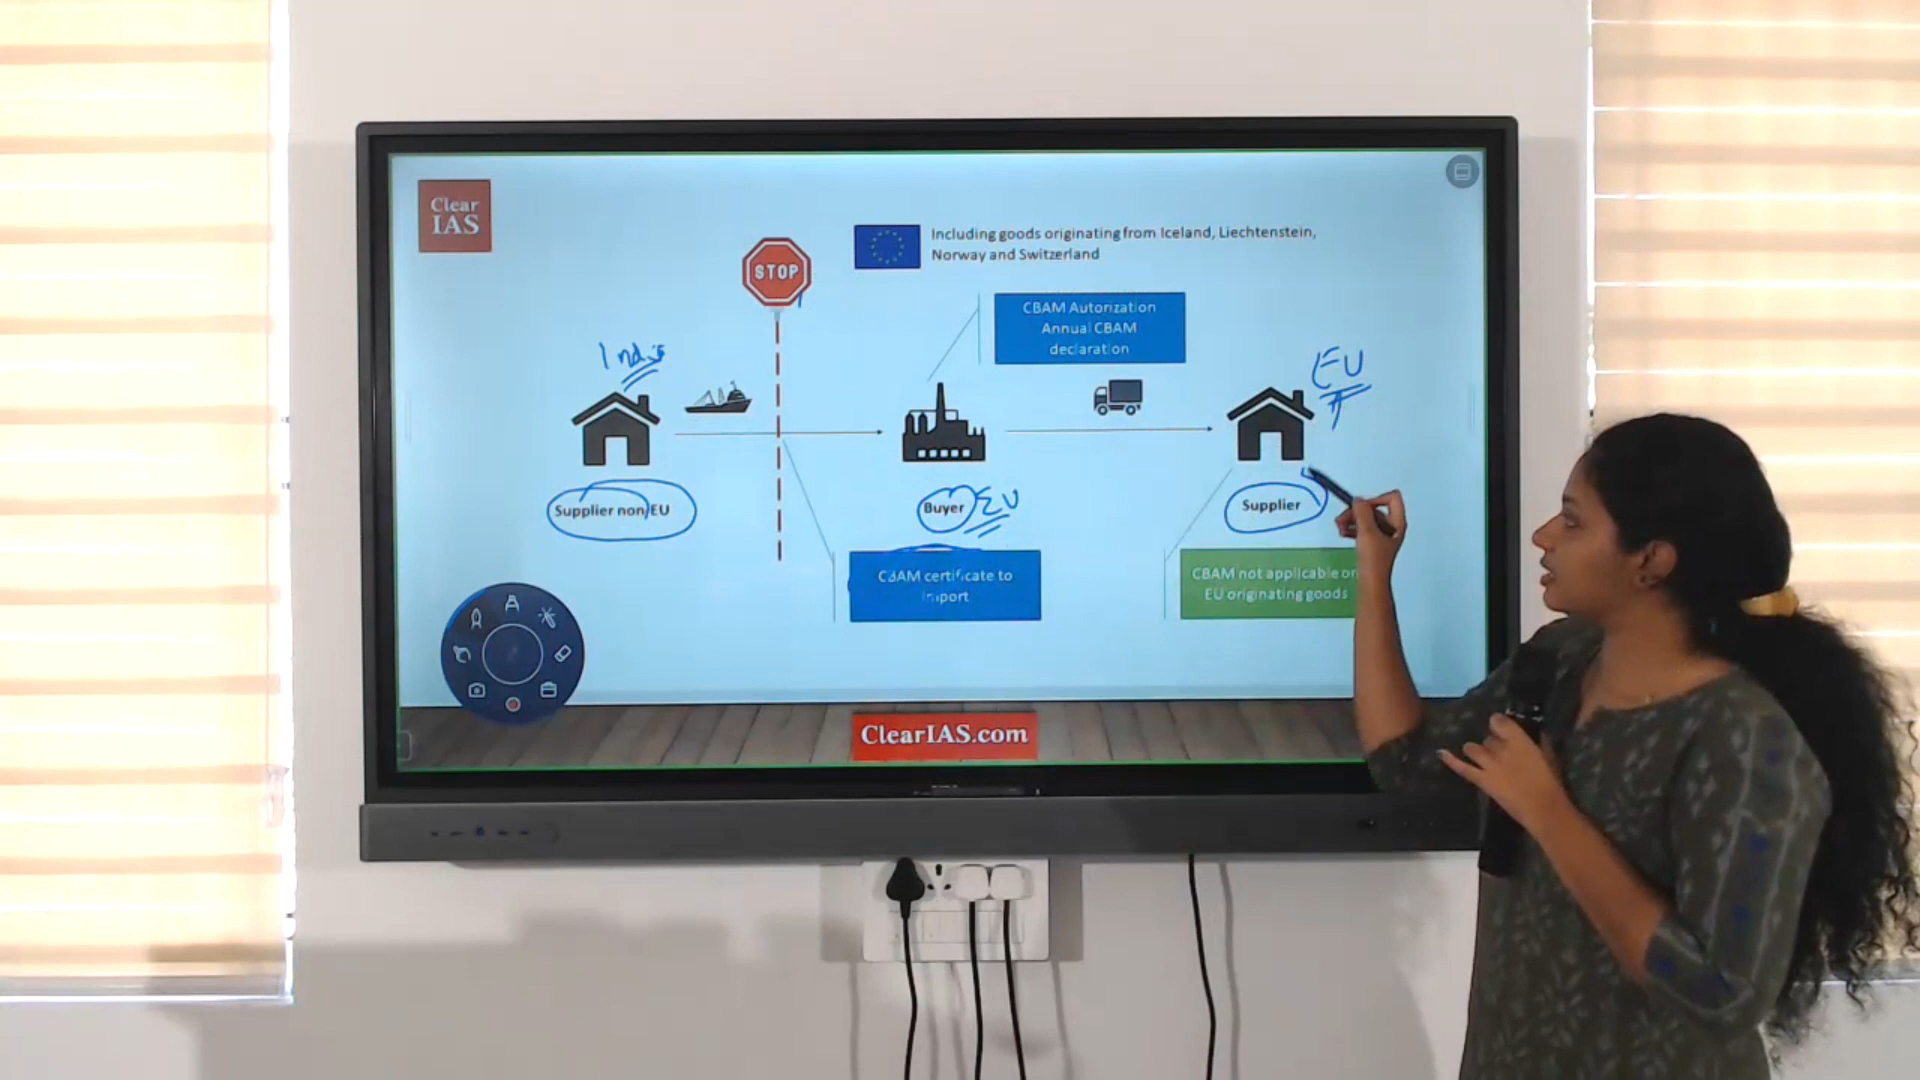 Clear
IAS
STOP
Including goods originating from Iceland, Liechtenstein,
Norway and Switzerland
CBAM Autorization
Annual CBAM
declaration
India
EU
Supplier non EU
Buyer
EU
Supplier
CBAM certificate to
import
CBAM not applicable on
EU originating goods
ClearIAS.com